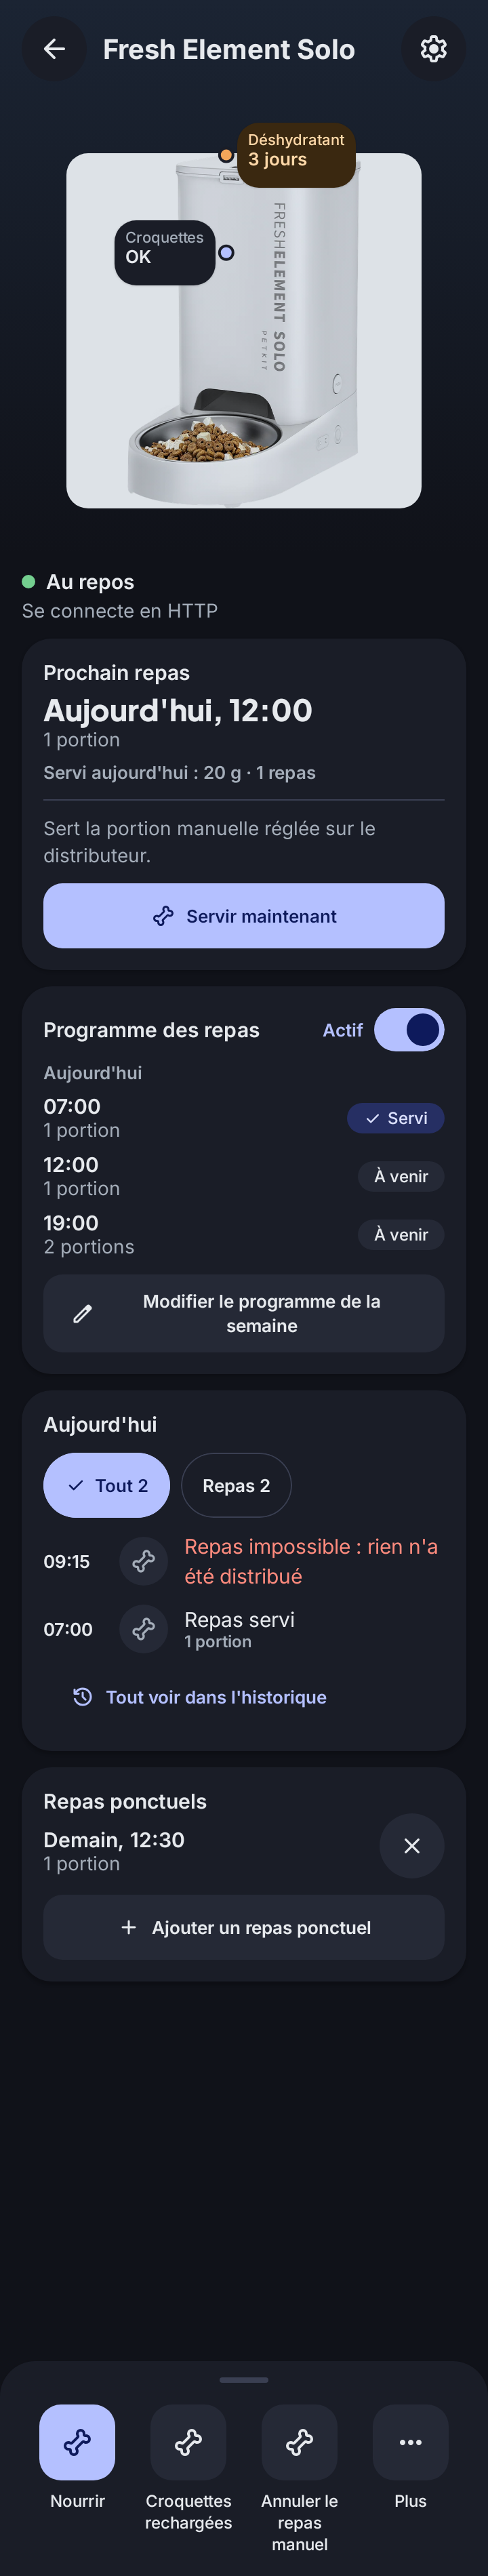 Fresh Element Solo
Déshydratant
3 jours
Croquettes
OK
FRESHELEMENT SOLO
PETKIT
Au repos
Se connecte en HTTP
Prochain repas
Aujourd'hui, 12:00
1 portion
Servi aujourd'hui : 20 g · 1 repas
Sert la portion manuelle réglée sur le
distributeur.
Servir maintenant
Programme des repas
Actif
Aujourd'hui
07:00
1 portion
Servi
12:00
1 portion
À venir
19:00
2 portions
À venir
Modifier le programme de la
semaine
Aujourd'hui
Tout 2
Repas 2
09:15
Repas impossible : rien n'a
été distribué
07:00
Repas servi
1 portion
Tout voir dans l'historique
Repas ponctuels
Demain, 12:30
1 portion
Ajouter un repas ponctuel
Nourrir
Croquettes
rechargées
Annuler le
repas
manuel
Plus